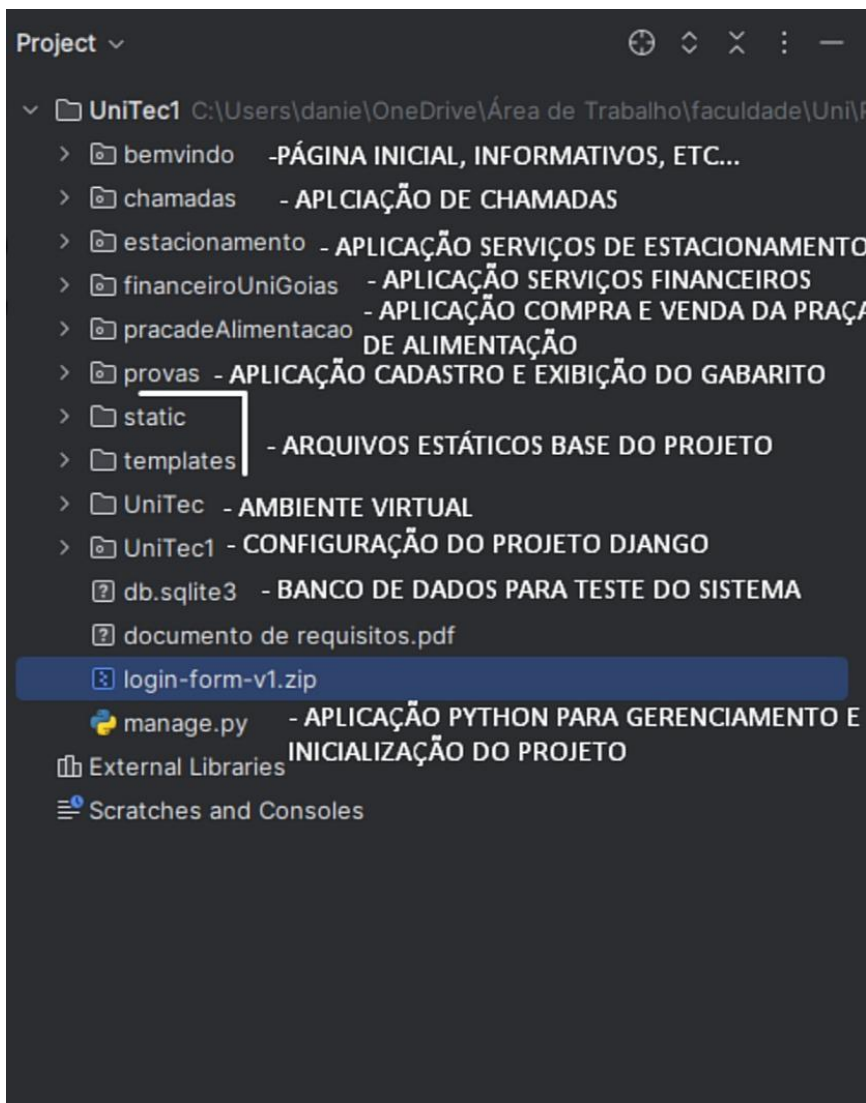 Project
UniTec1 C:\Users\danie\OneDrive\Área de Trabalho\faculdade\Uni\
bemvindo -PÁGINA INICIAL, INFORMATIVOS, ETC...
chamadas - APLCIAÇÃO DE CHAMADAS
estacionamento - APLICAÇÃO SERVIÇOS DE ESTACIONAMENTO
financeiroUniGoias - APLICAÇÃO SERVIÇOS FINANCEIROS
pracadeAlimentacao - APLICAÇÃO COMPRA E VENDA DA PRAÇA
DE ALIMENTAÇÃO
provas - APLICAÇÃO CADASTRO E EXIBIÇÃO DO GABARITO
static
templates - ARQUIVOS ESTÁTICOS BASE DO PROJETO
UniTec - AMBIENTE VIRTUAL
UniTec1 - CONFIGURAÇÃO DO PROJETO DJANGO
db.sqlite3 - BANCO DE DADOS PARA TESTE DO SISTEMA
documento de requisitos.pdf
login-form-v1.zip
manage.py - APLICAÇÃO PYTHON PARA GERENCIAMENTO E
INICIALIZAÇÃO DO PROJETO
External Libraries
Scratches and Consoles